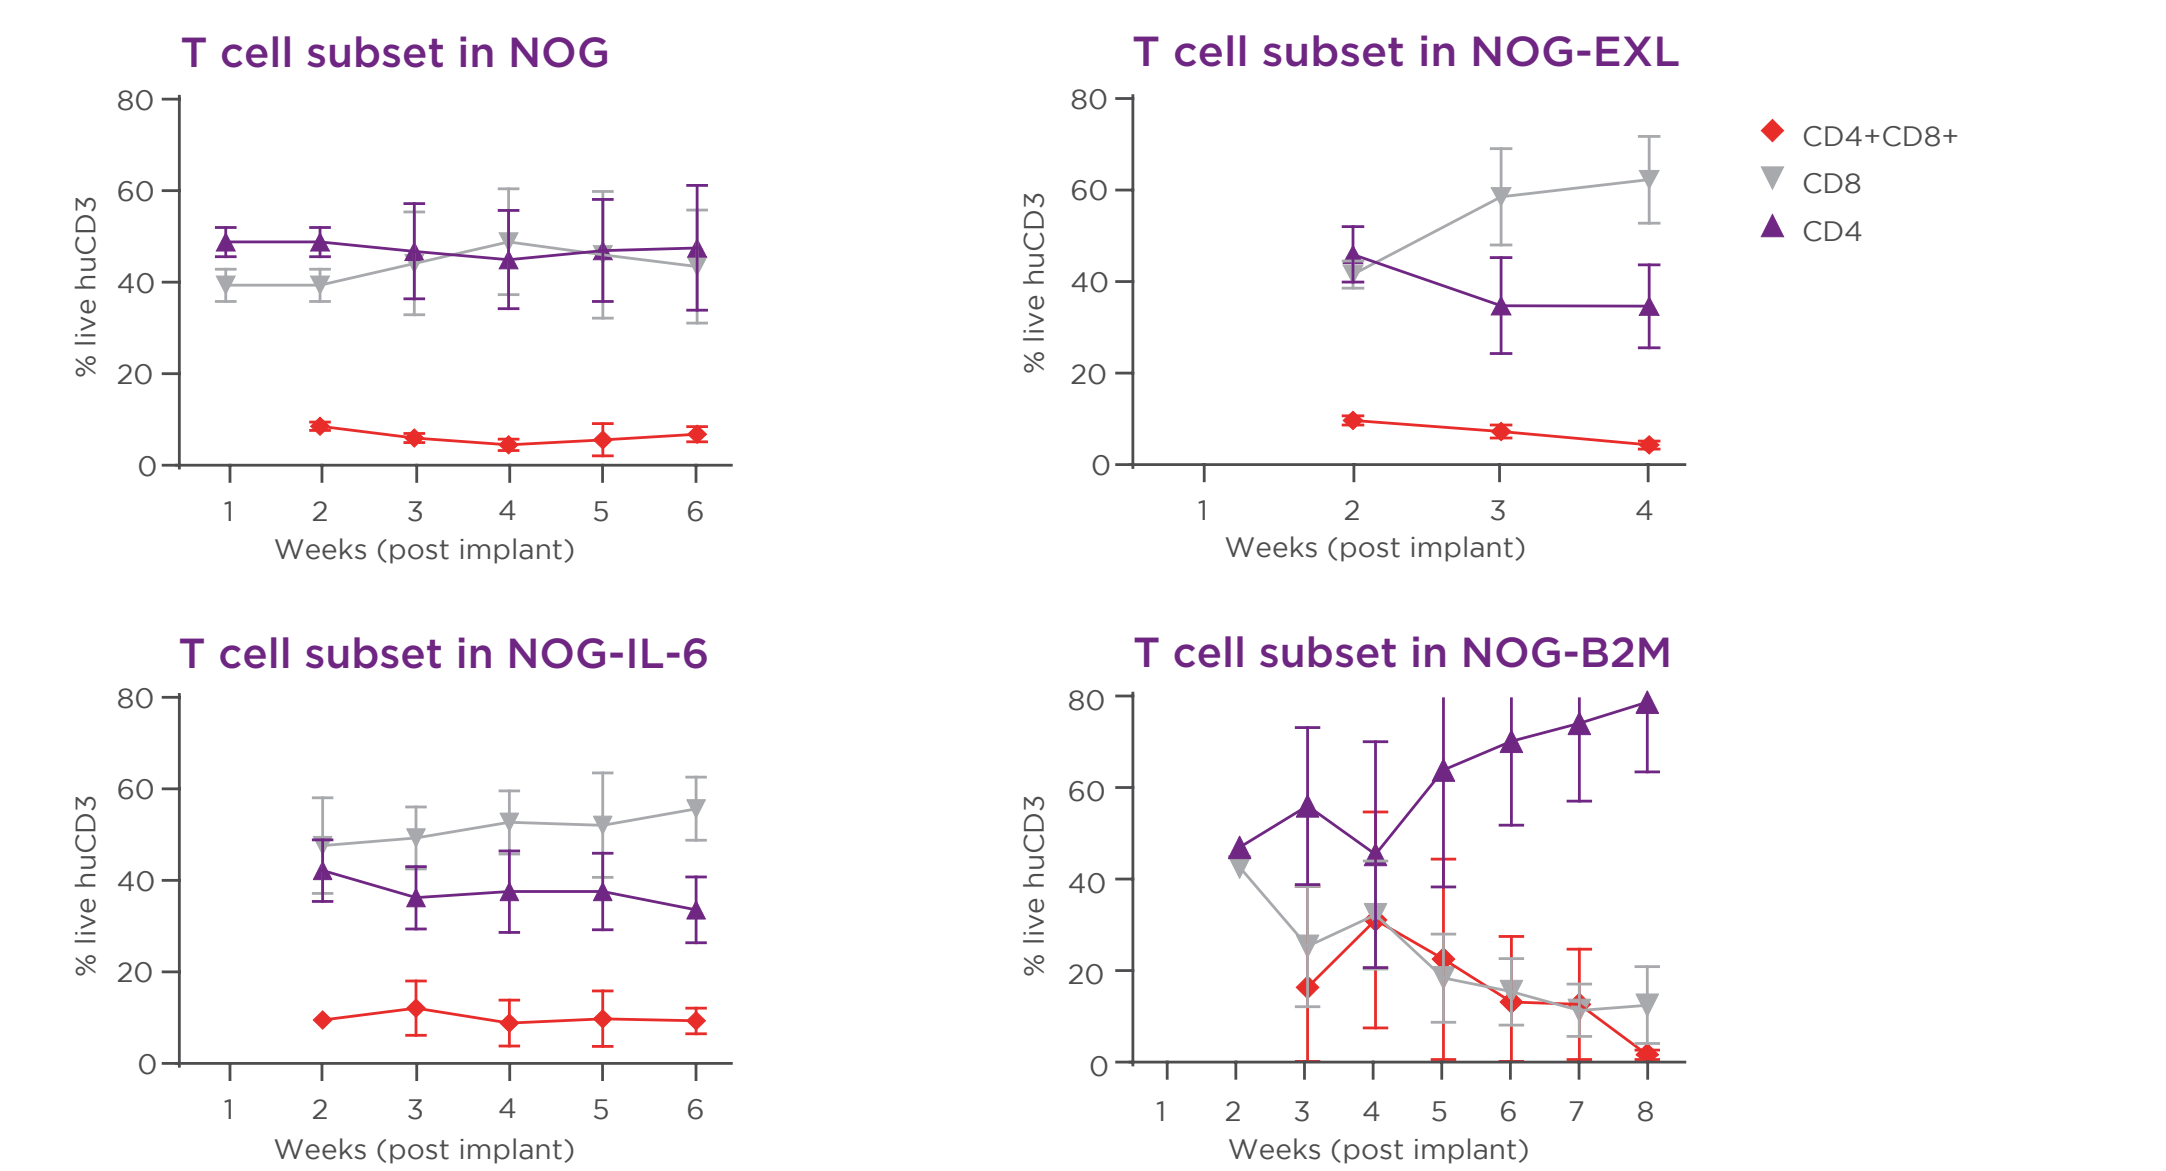 T cell subset in NOG
80
60
40
20
0
% live huCD3
1 2 3 4 5 6
Weeks (post implant)
T cell subset in NOG-EXL
80
60
40
20
0
% live huCD3
1 2 3 4
Weeks (post implant)
CD4+CD8+
CD8
CD4
T cell subset in NOG-IL-6
80
60
40
20
0
% live huCD3
1 2 3 4 5 6
Weeks (post implant)
T cell subset in NOG-B2M
80
60
40
20
0
% live huCD3
1 2 3 4 5 6 7 8
Weeks (post implant)